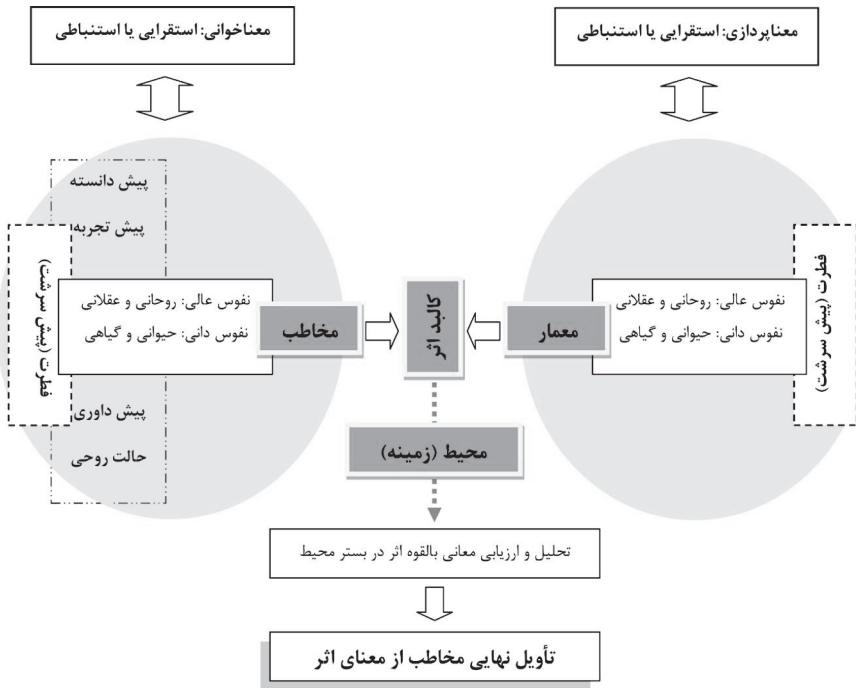 معناپردازی: استقرایی یا استنباطی
معناخوانی: استقرایی یا استنباطی
فطرت (پیش سرشت)
نفوس عالی: روحانی و عقلانی
نفوس دانی: حیوانی و گیاهی
معمار
کالبد اثر
مخاطب
پیش دانسته
پیش تجربه
نفوس عالی: روحانی و عقلانی
نفوس دانی: حیوانی و گیاهی
فطرت (پیش سرشت)
پیش داوری
حالت روحی
محیط (زمینه)
تحلیل و ارزیابی معانی بالقوه اثر در بستر محیط
تأویل نهایی مخاطب از معنای اثر